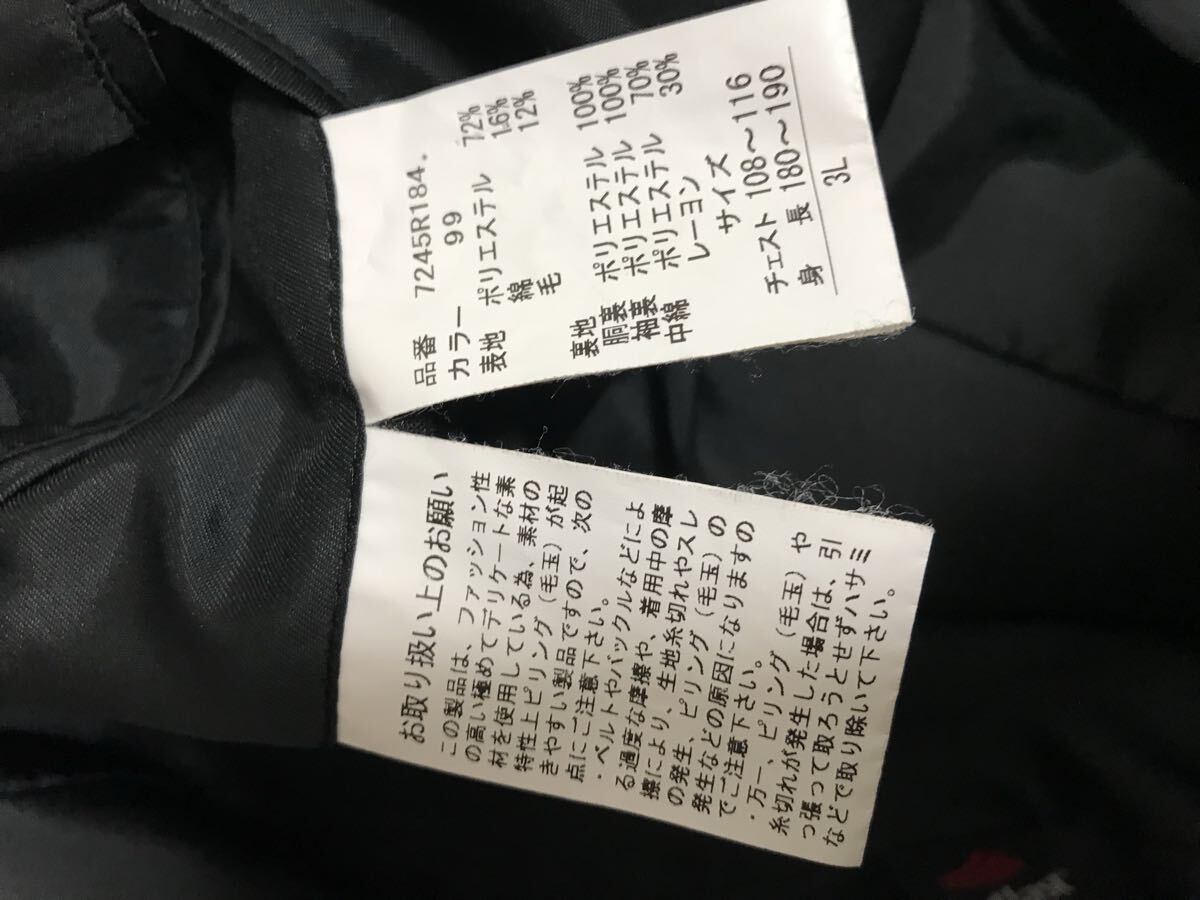 品番 7245R184.
カラー 99
表地 ポリエステル 72%
綿 16%
毛 12%
裏地 ポリエステル 100%
胴裏 ポリエステル 100%
袖裏 ポリエステル 70%
中綿 レーヨン 30%
サイズ
チェスト 108～116
身長 180～190
3L
お取り扱い上のお願い
この製品は、ファッション性
の高い極めてデリケートな素
材を使用している為、素材の
特性上ピリング（毛玉）が起
きやすい製品ですので、次の
点にご注意下さい。
・ベルトやバックルなどによ
る過度な摩擦や、着用中の摩
擦により、生地糸切れやスレ
の発生、ピリング（毛玉）の
発生などの原因になりますの
でご注意下さい。
・万一、ピリング（毛玉）や
糸切れが発生した場合は、引
っ張って取ろうとせずハサミ
などで取り除いて下さい。